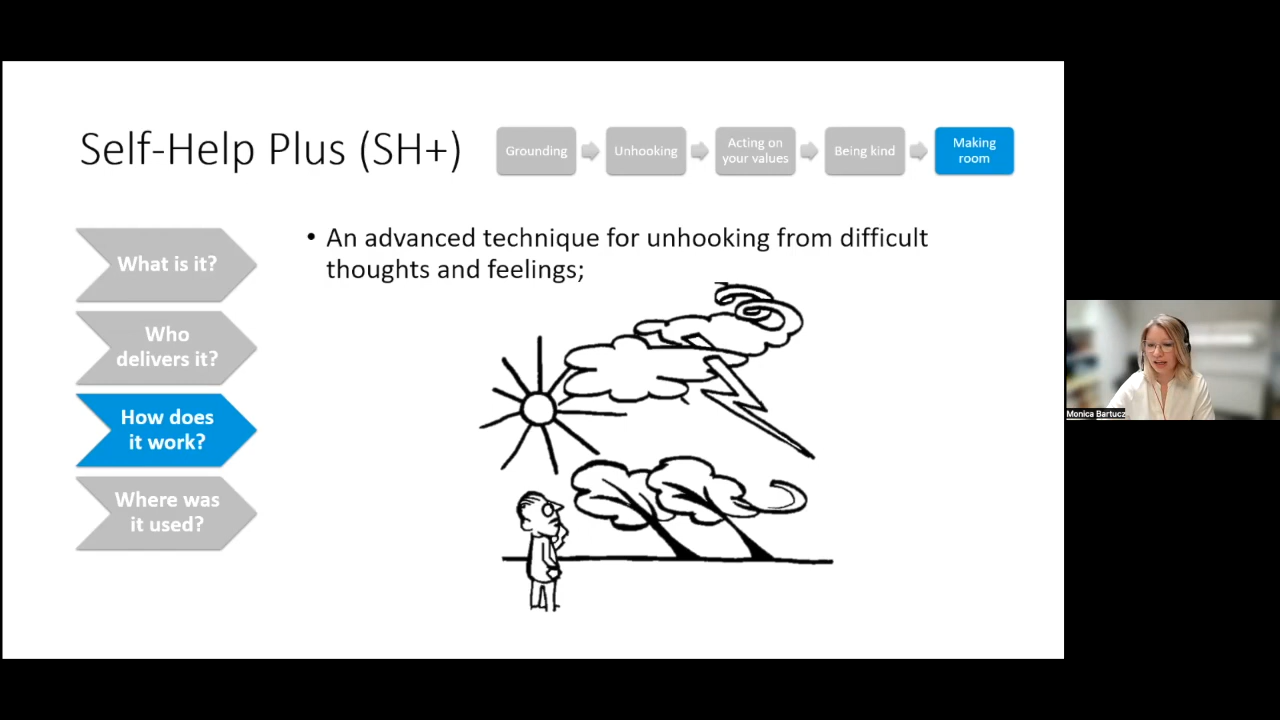 Self-Help Plus (SH+)
Grounding
Unhooking
Acting on
your values
Being kind
Making
room
What is it?
Who
delivers it?
How does
it work?
Where was
it used?
• An advanced technique for unhooking from difficult
thoughts and feelings;
Monica Bartucz